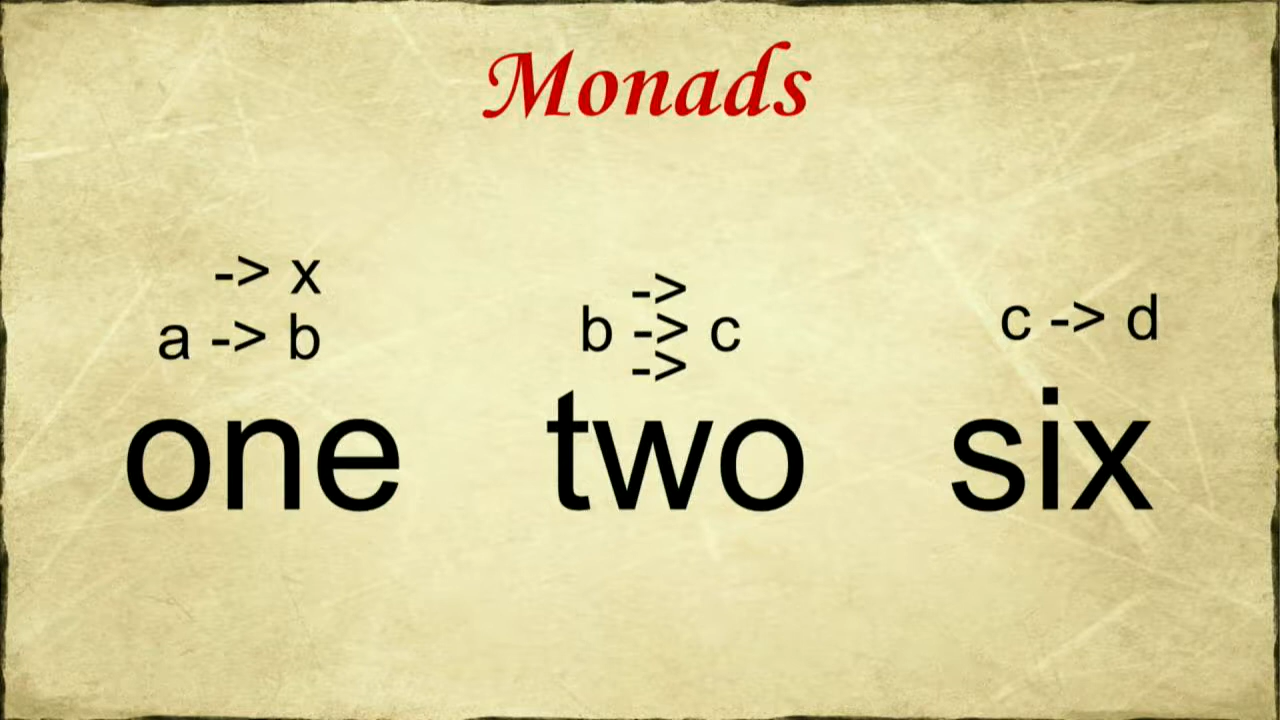 Monads
-> x
a -> b
->
b -> c
->
c -> d
one two six